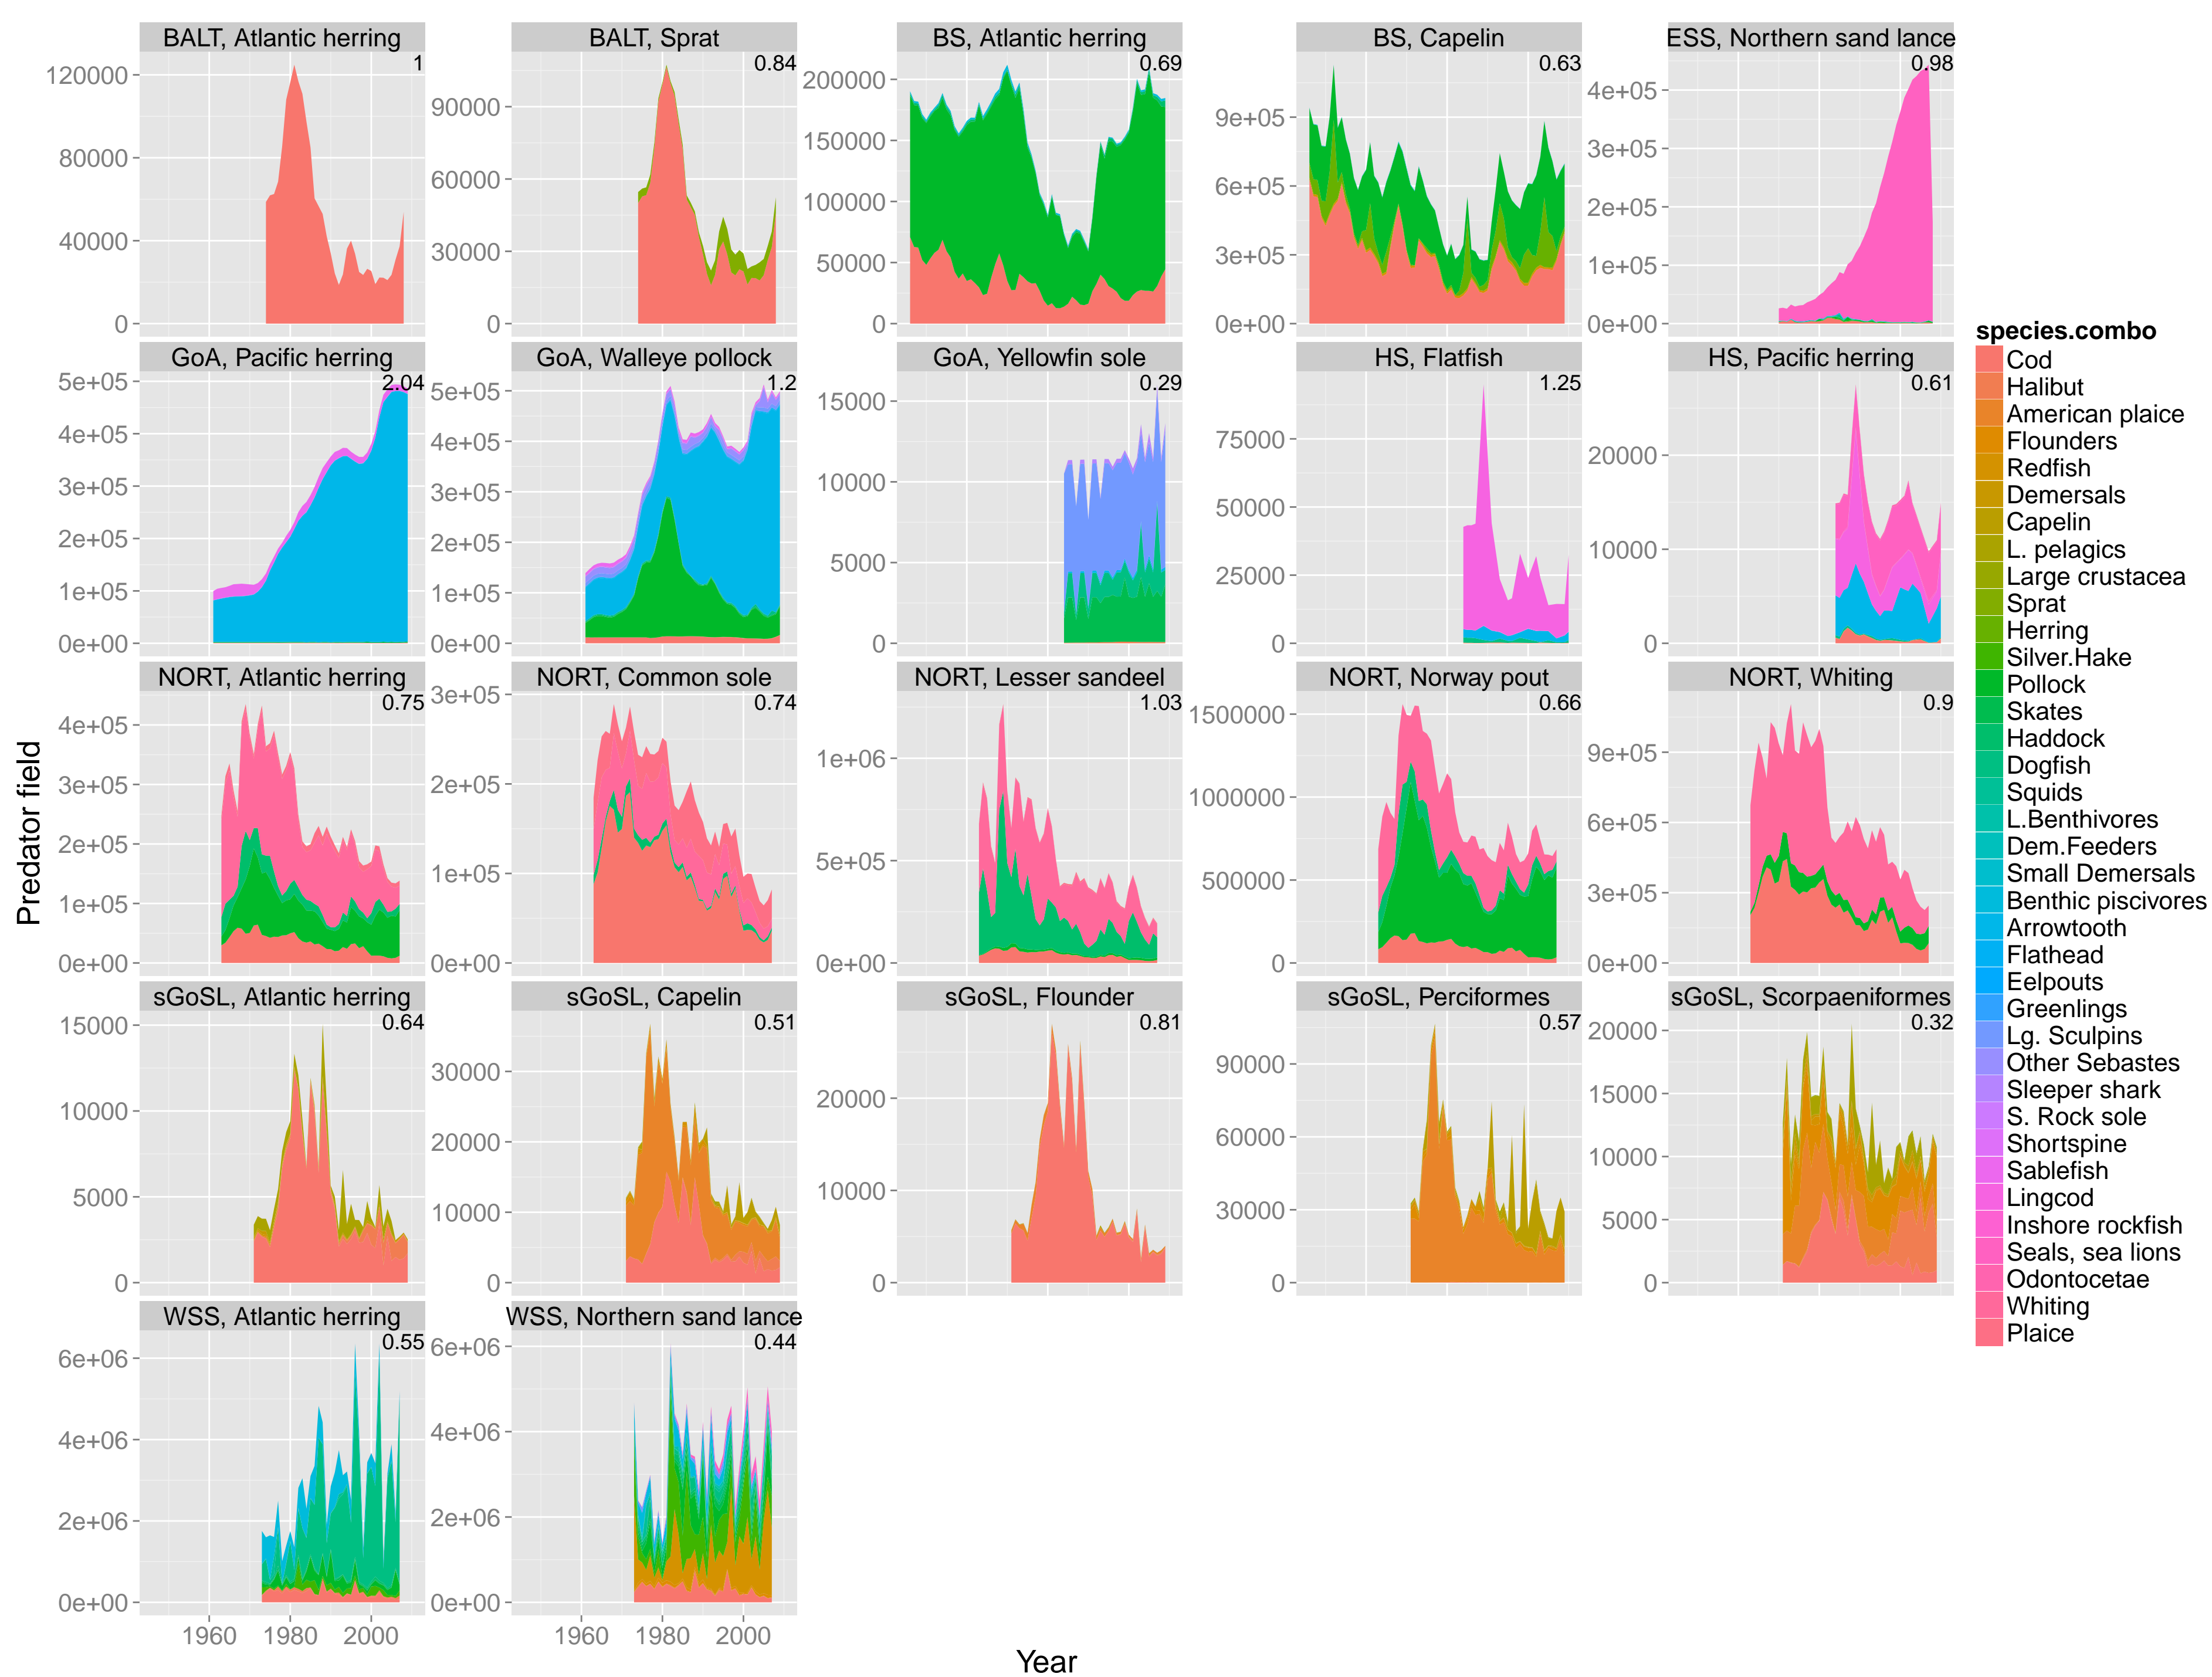 BALT, Atlantic herring
1
120000
80000
40000
0
BALT, Sprat
0.84
90000
60000
30000
0
BS, Atlantic herring
0.69
200000
150000
100000
50000
0
BS, Capelin
0.63
9e+05
6e+05
3e+05
0e+00
ESS, Northern sand lance
0.98
4e+05
3e+05
2e+05
1e+05
0e+00
GoA, Pacific herring
2.04
5e+05
4e+05
3e+05
2e+05
1e+05
0e+00
GoA, Walleye pollock
1.2
5e+05
4e+05
3e+05
2e+05
1e+05
0e+00
GoA, Yellowfin sole
0.29
15000
10000
5000
0
HS, Flatfish
1.25
75000
50000
25000
0
HS, Pacific herring
0.61
20000
10000
0
NORT, Atlantic herring
0.75
4e+05
3e+05
2e+05
1e+05
0e+00
NORT, Common sole
0.74
3e+05
2e+05
1e+05
0e+00
NORT, Lesser sandeel
1.03
1e+06
5e+05
0e+00
NORT, Norway pout
0.66
1500000
1000000
500000
0
NORT, Whiting
0.9
9e+05
6e+05
3e+05
0e+00
sGoSL, Atlantic herring
0.64
15000
10000
5000
0
sGoSL, Capelin
0.51
30000
20000
10000
0
sGoSL, Flounder
0.81
20000
10000
0
sGoSL, Perciformes
0.57
90000
60000
30000
0
sGoSL, Scorpaeniformes
0.32
20000
15000
10000
5000
0
WSS, Atlantic herring
0.55
6e+06
4e+06
2e+06
0e+00
1960 1980 2000
WSS, Northern sand lance
0.44
6e+06
4e+06
2e+06
0e+00
1960 1980 2000
Predator field
Year
species.combo
Cod
Halibut
American plaice
Flounders
Redfish
Demersals
Capelin
L. pelagics
Large crustacea
Sprat
Herring
Silver.Hake
Pollock
Skates
Haddock
Dogfish
Squids
L.Benthivores
Dem.Feeders
Small Demersals
Benthic piscivores
Arrowtooth
Flathead
Eelpouts
Greenlings
Lg. Sculpins
Other Sebastes
Sleeper shark
S. Rock sole
Shortspine
Sablefish
Lingcod
Inshore rockfish
Seals, sea lions
Odontocetae
Whiting
Plaice